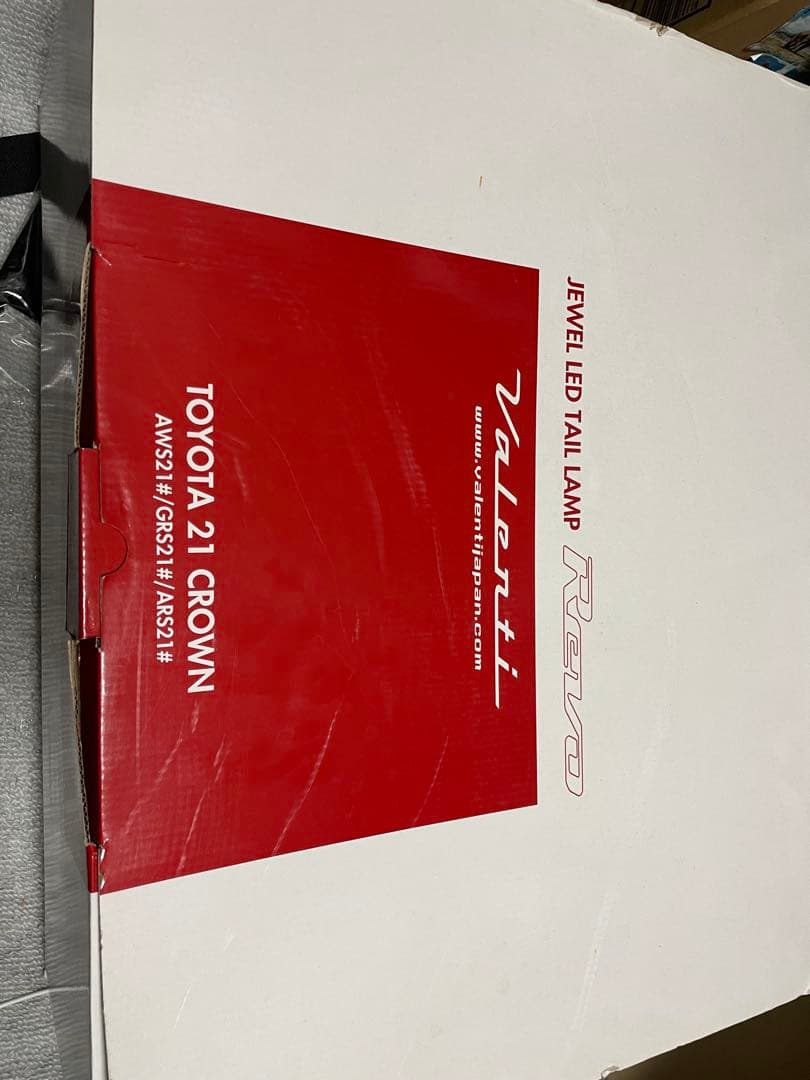 JEWEL LED TAIL LAMP Revo
Valenti
www.valentijapan.com
TOYOTA 21 CROWN
AWS21#/GRS21#/ARS21#